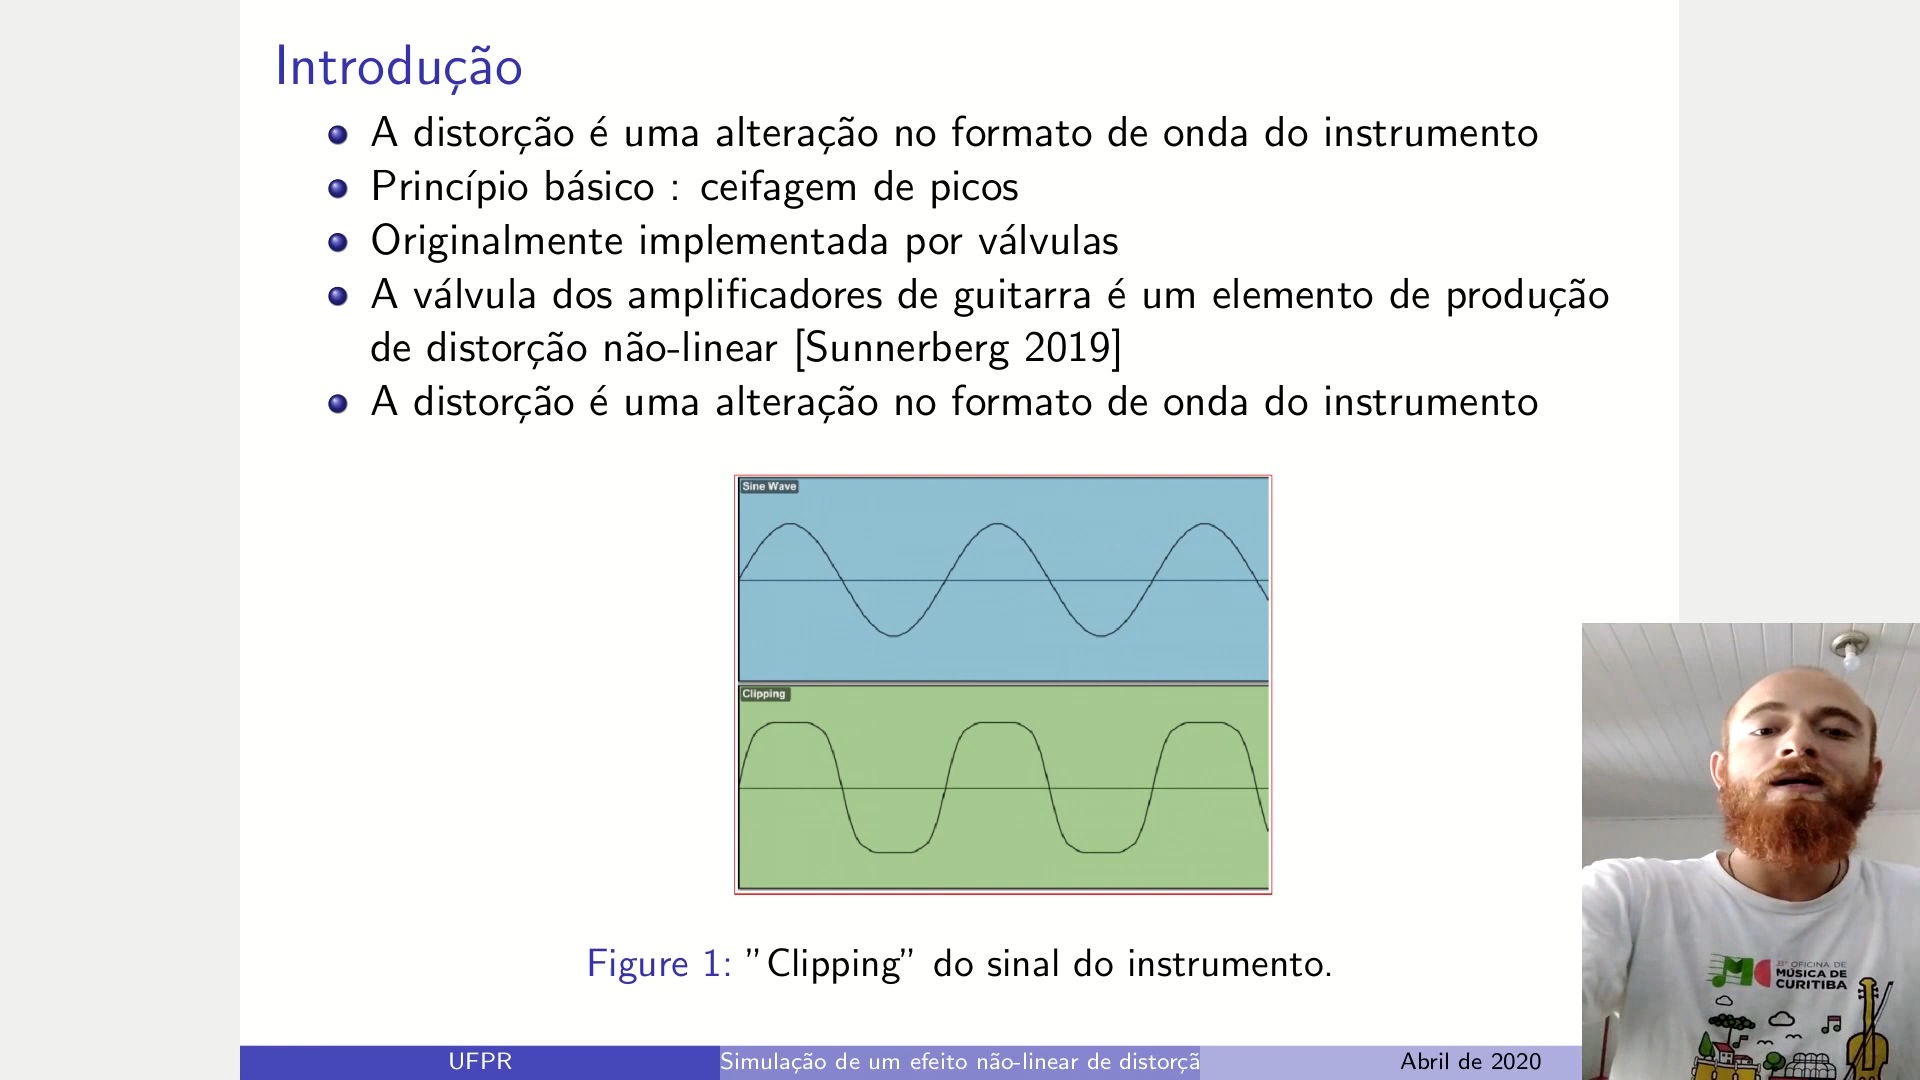 Introdução
A distorção é uma alteração no formato de onda do instrumento
Princípio básico : ceifagem de picos
Originalmente implementada por válvulas
A válvula dos amplificadores de guitarra é um elemento de produção
de distorção não-linear [Sunnerberg 2019]
A distorção é uma alteração no formato de onda do instrumento
Sine Wave
Clipping
Figure 1: ”Clipping” do sinal do instrumento.
OFICINA DE
MÚSICA DE
CURITIBA
UFPR
Simulação de um efeito não-linear de distorçã
Abril de 2020